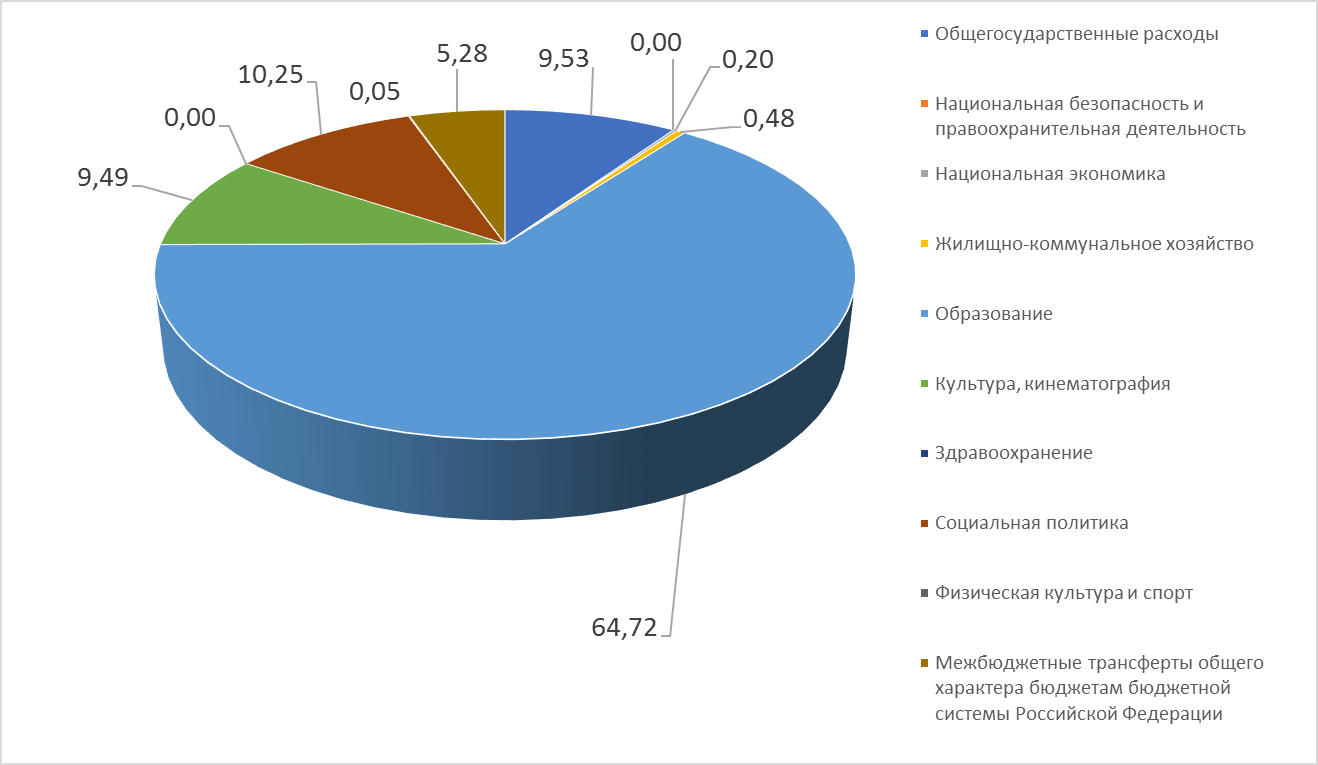 0,00
5,28
9,53
0,20
10,25
0,05
0,00
0,48
9,49
64,72
Общегосударственные расходы
Национальная безопасность и
правоохранительная деятельность
Национальная экономика
Жилищно-коммунальное хозяйство
Образование
Культура, кинематография
Здравоохранение
Социальная политика
Физическая культура и спорт
Межбюджетные трансферты общего
характера бюджетам бюджетной
системы Российской Федерации